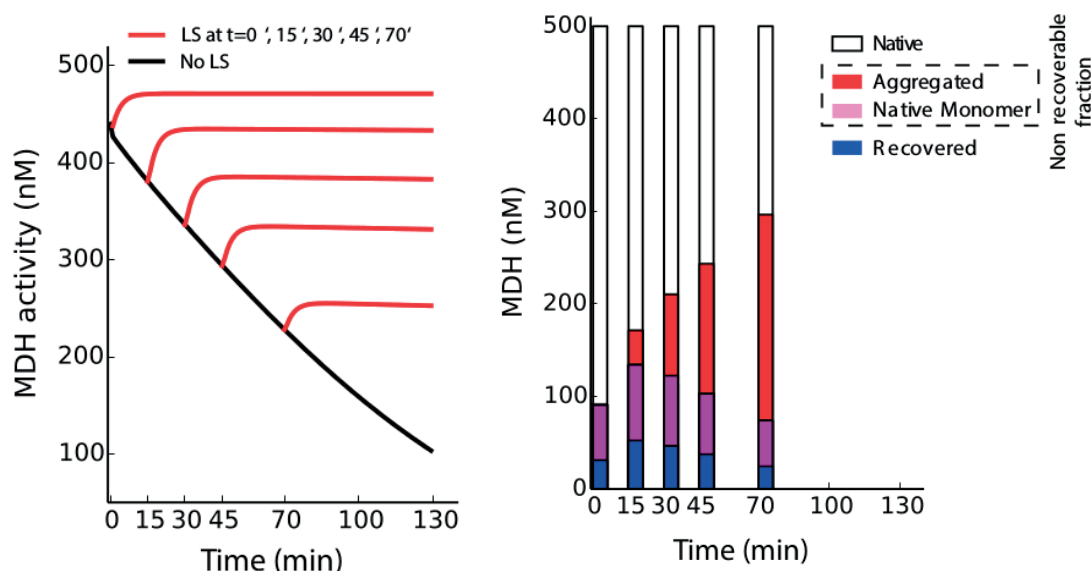 LS at t=0 ‘, 15 ‘, 30 ‘, 45 ‘, 70‘
No LS
500
400
300
200
100
0 15 30 45 70 100 130
MDH activity (nM)
Time (min)
500
400
300
200
100
0
0 15 30 45 70 100 130
MDH (nM)
Time (min)
Native
Aggregated
Native Monomer
Recovered
Non recoverable
fraction